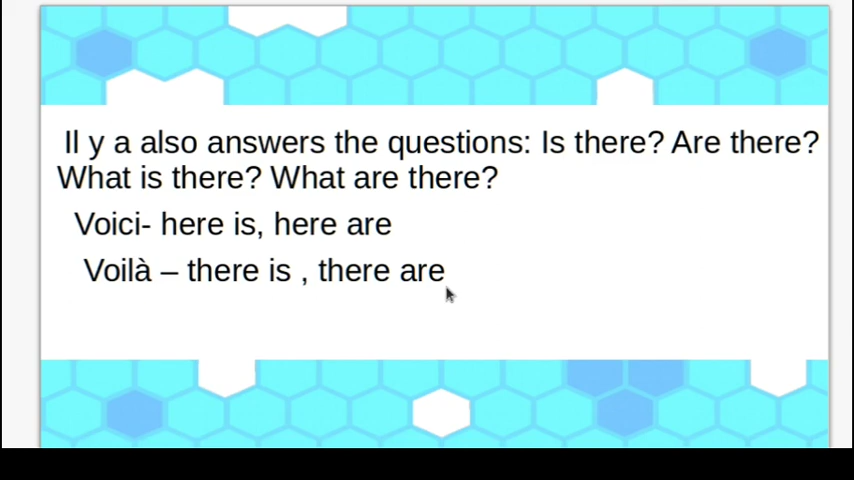 Il y a also answers the questions: Is there? Are there?
What is there? What are there?
Voici- here is, here are
Voilà – there is , there are